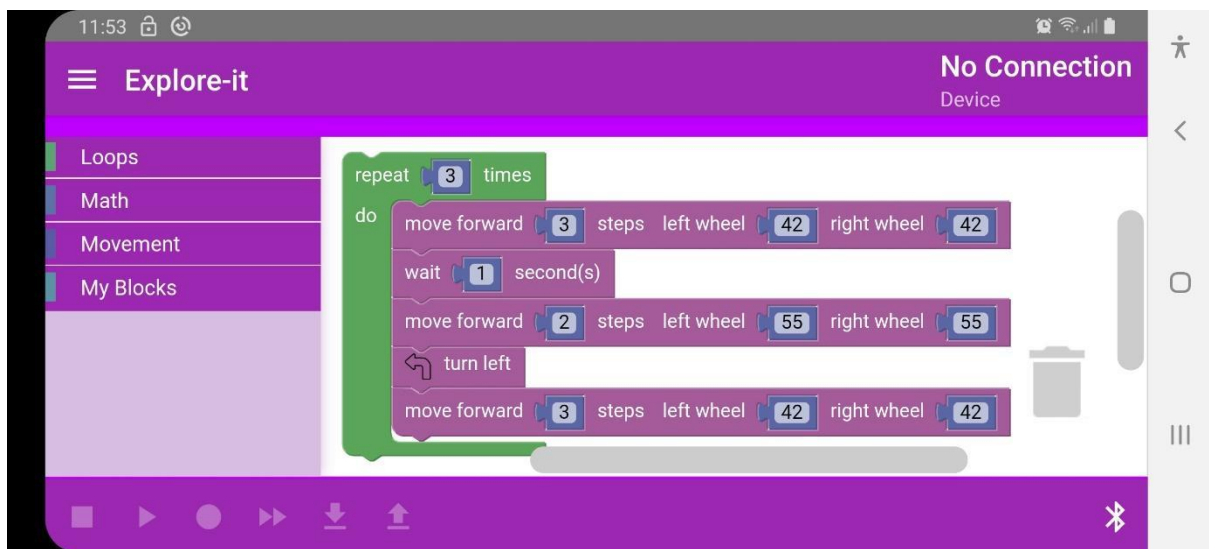 11:53
Explore-it
No Connection
Device
Loops
Math
Movement
My Blocks
repeat 3 times
do
move forward 3 steps left wheel 42 right wheel 42
wait 1 second(s)
move forward 2 steps left wheel 55 right wheel 55
turn left
move forward 3 steps left wheel 42 right wheel 42